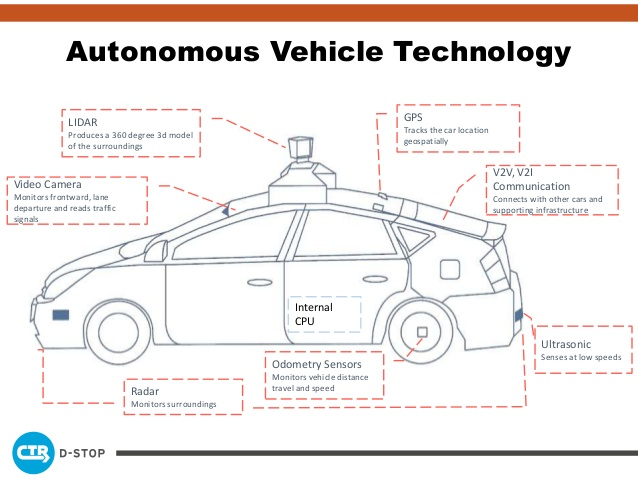 Autonomous Vehicle Technology
LIDAR
Produces a 360 degree 3d model
of the surroundings
GPS
Tracks the car location
geospatially
Video Camera
Monitors frontward, lane
departure and reads traffic
signals
V2V, V2I
Communication
Connects with other cars and
supporting infrastructure
Internal
CPU
Ultrasonic
Senses at low speeds
Odometry Sensors
Monitors vehicle distance
travel and speed
Radar
Monitors surroundings
CTR D-STOP